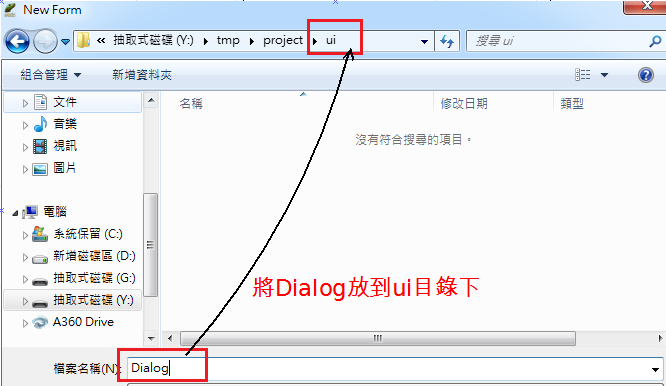 New Form
« 抽取式磁碟 (Y:) ▸ tmp ▸ project ▸ ui
搜尋 ui
組合管理 ▼ 新增資料夾
名稱 修改日期 類型
沒有符合搜尋的項目。
文件
音樂
視訊
圖片
電腦
系統保留 (C:)
新增磁碟區 (D:)
抽取式磁碟 (G:)
抽取式磁碟 (Y:)
A360 Drive
將Dialog放到ui目錄下
檔案名稱(N): Dialog